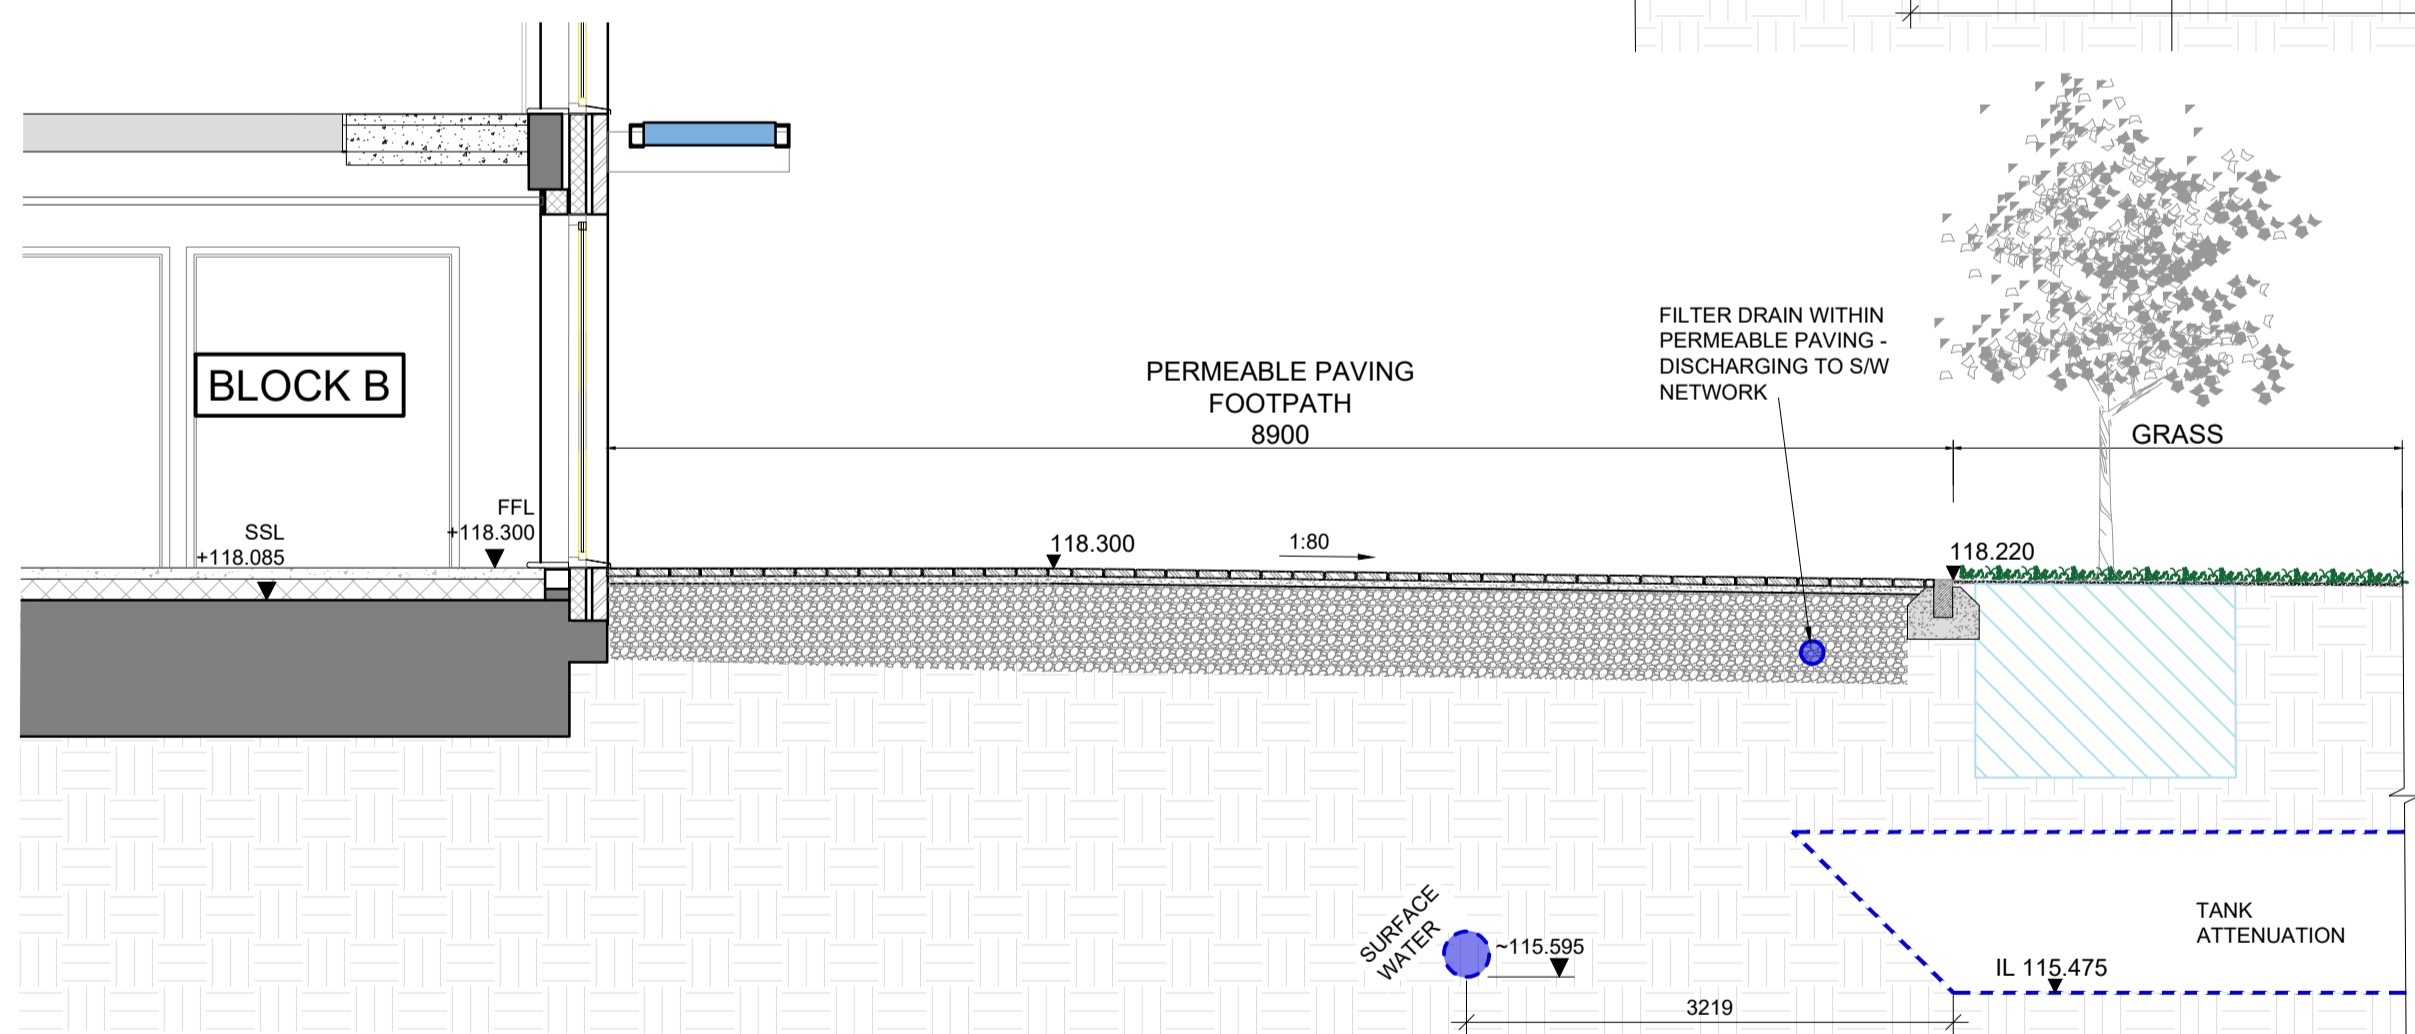 FILTER DRAIN WITHIN
PERMEABLE PAVING -
DISCHARGING TO S/W
NETWORK
PERMEABLE PAVING
FOOTPATH
8900
BLOCK B
GRASS
FFL
+118.300
SSL
+118.085
118.300
1:80
118.220
SURFACE
WATER
~115.595
TANK
ATTENUATION
IL 115.475
3219